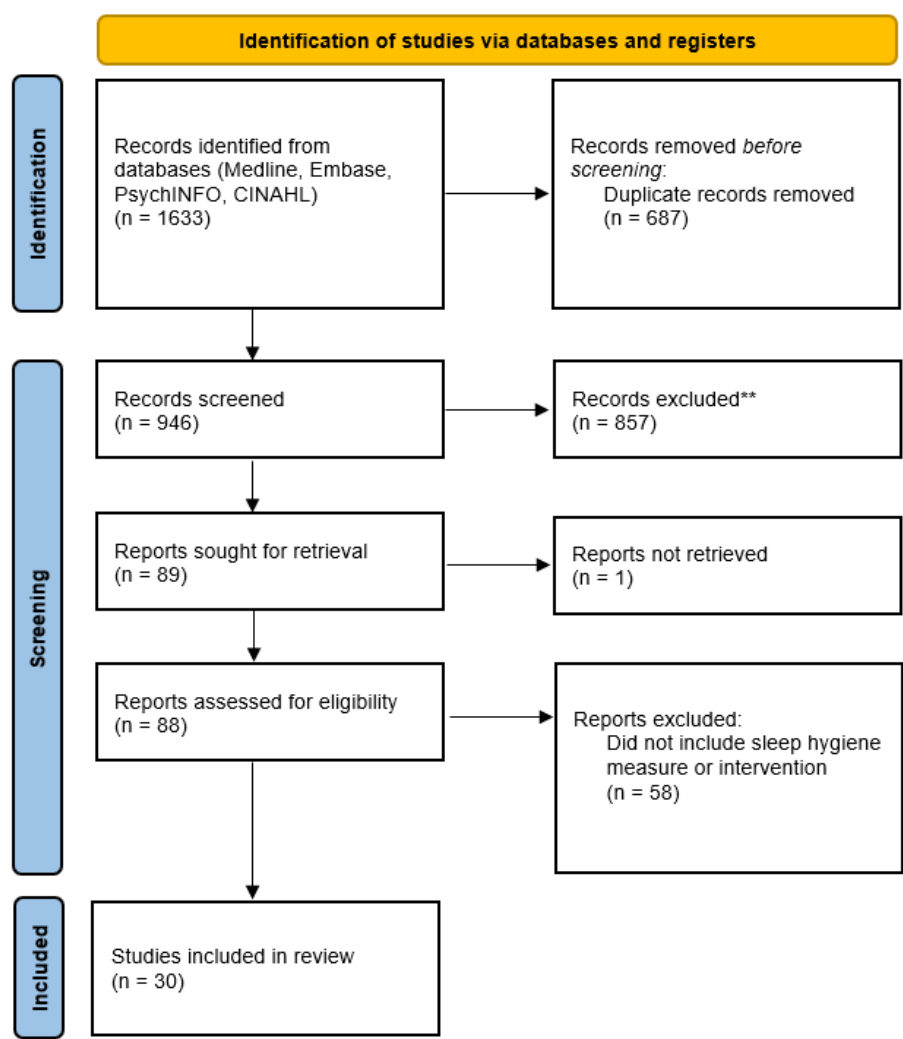 Identification of studies via databases and registers
Identification
Records identified from
databases (Medline, Embase,
PsychINFO, CINAHL)
(n = 1633)
Records removed before
screening:
Duplicate records removed
(n = 687)
Screening
Records screened
(n = 946)
Records excluded**
(n = 857)
Reports sought for retrieval
(n = 89)
Reports not retrieved
(n = 1)
Reports assessed for eligibility
(n = 88)
Reports excluded:
Did not include sleep hygiene
measure or intervention
(n = 58)
Included
Studies included in review
(n = 30)